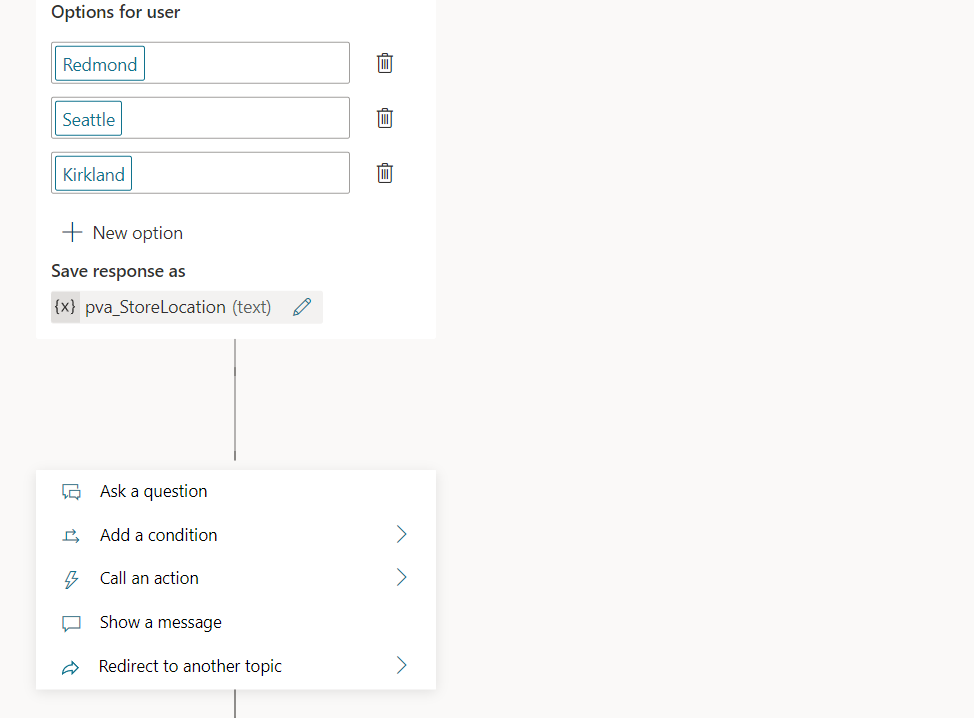 Options for user
Redmond
Seattle
Kirkland
New option
Save response as
{x} pva_StoreLocation (text)
Ask a question
Add a condition
Call an action
Show a message
Redirect to another topic